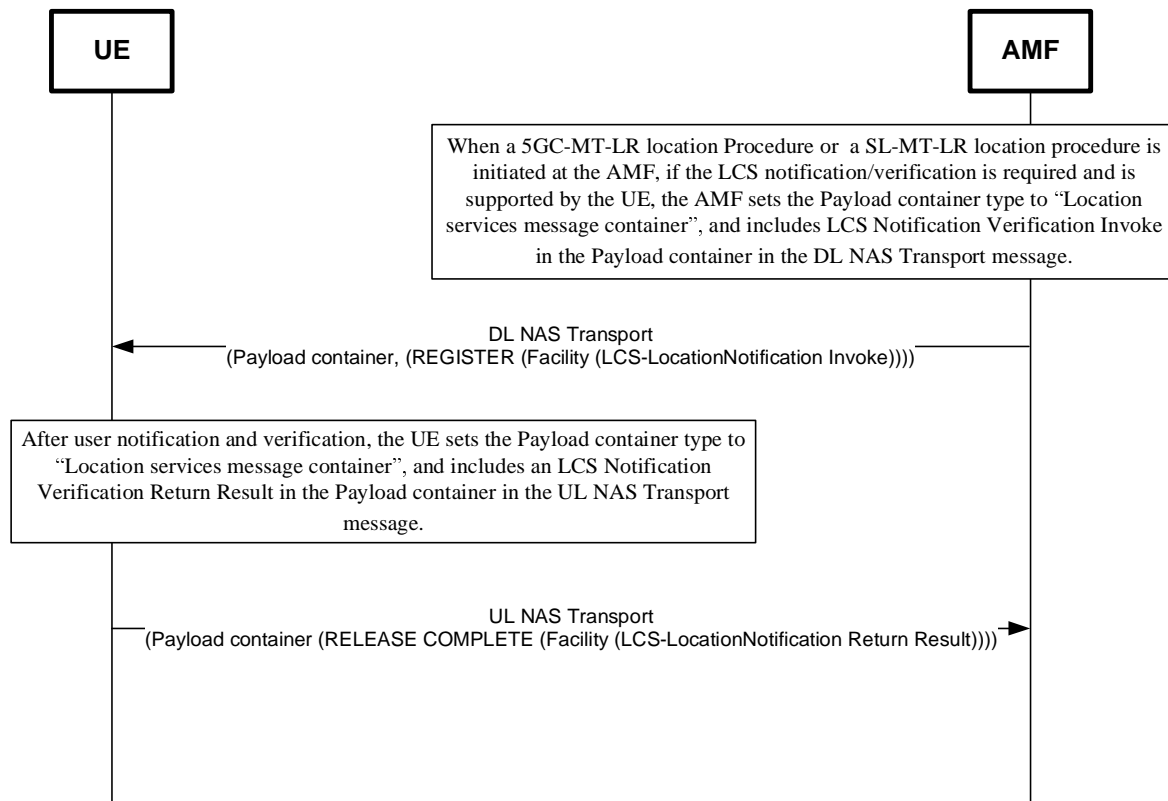 UE
AMF
When a 5GC-MT-LR location Procedure or a SL-MT-LR location procedure is
initiated at the AMF, if the LCS notification/verification is required and is
supported by the UE, the AMF sets the Payload container type to “Location
services message container”, and includes LCS Notification Verification Invoke
in the Payload container in the DL NAS Transport message.
DL NAS Transport
(Payload container, (REGISTER (Facility (LCS-LocationNotification Invoke))))
After user notification and verification, the UE sets the Payload container type to
“Location services message container”, and includes an LCS Notification
Verification Return Result in the Payload container in the UL NAS Transport
message.
UL NAS Transport
(Payload container (RELEASE COMPLETE (Facility (LCS-LocationNotification Return Result))))